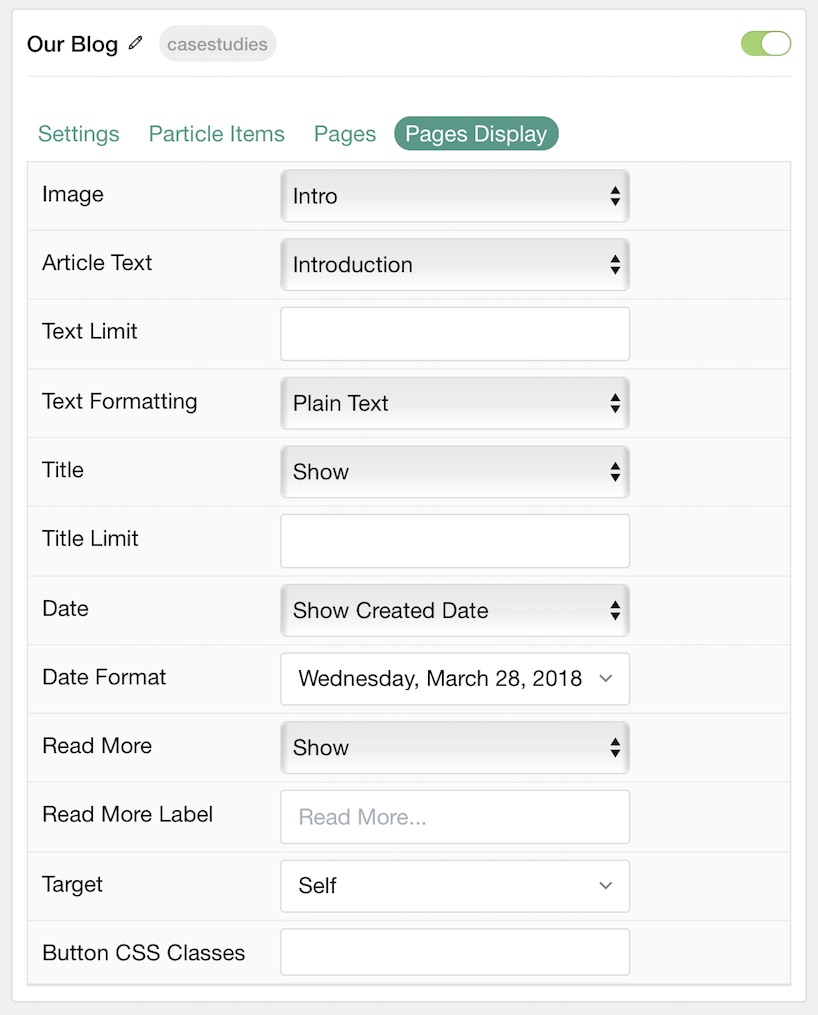 Our Blog casestudies
Settings Particle Items Pages Pages Display
Image Intro
Article Text Introduction
Text Limit
Text Formatting Plain Text
Title Show
Title Limit
Date Show Created Date
Date Format Wednesday, March 28, 2018
Read More Show
Read More Label Read More...
Target Self
Button CSS Classes